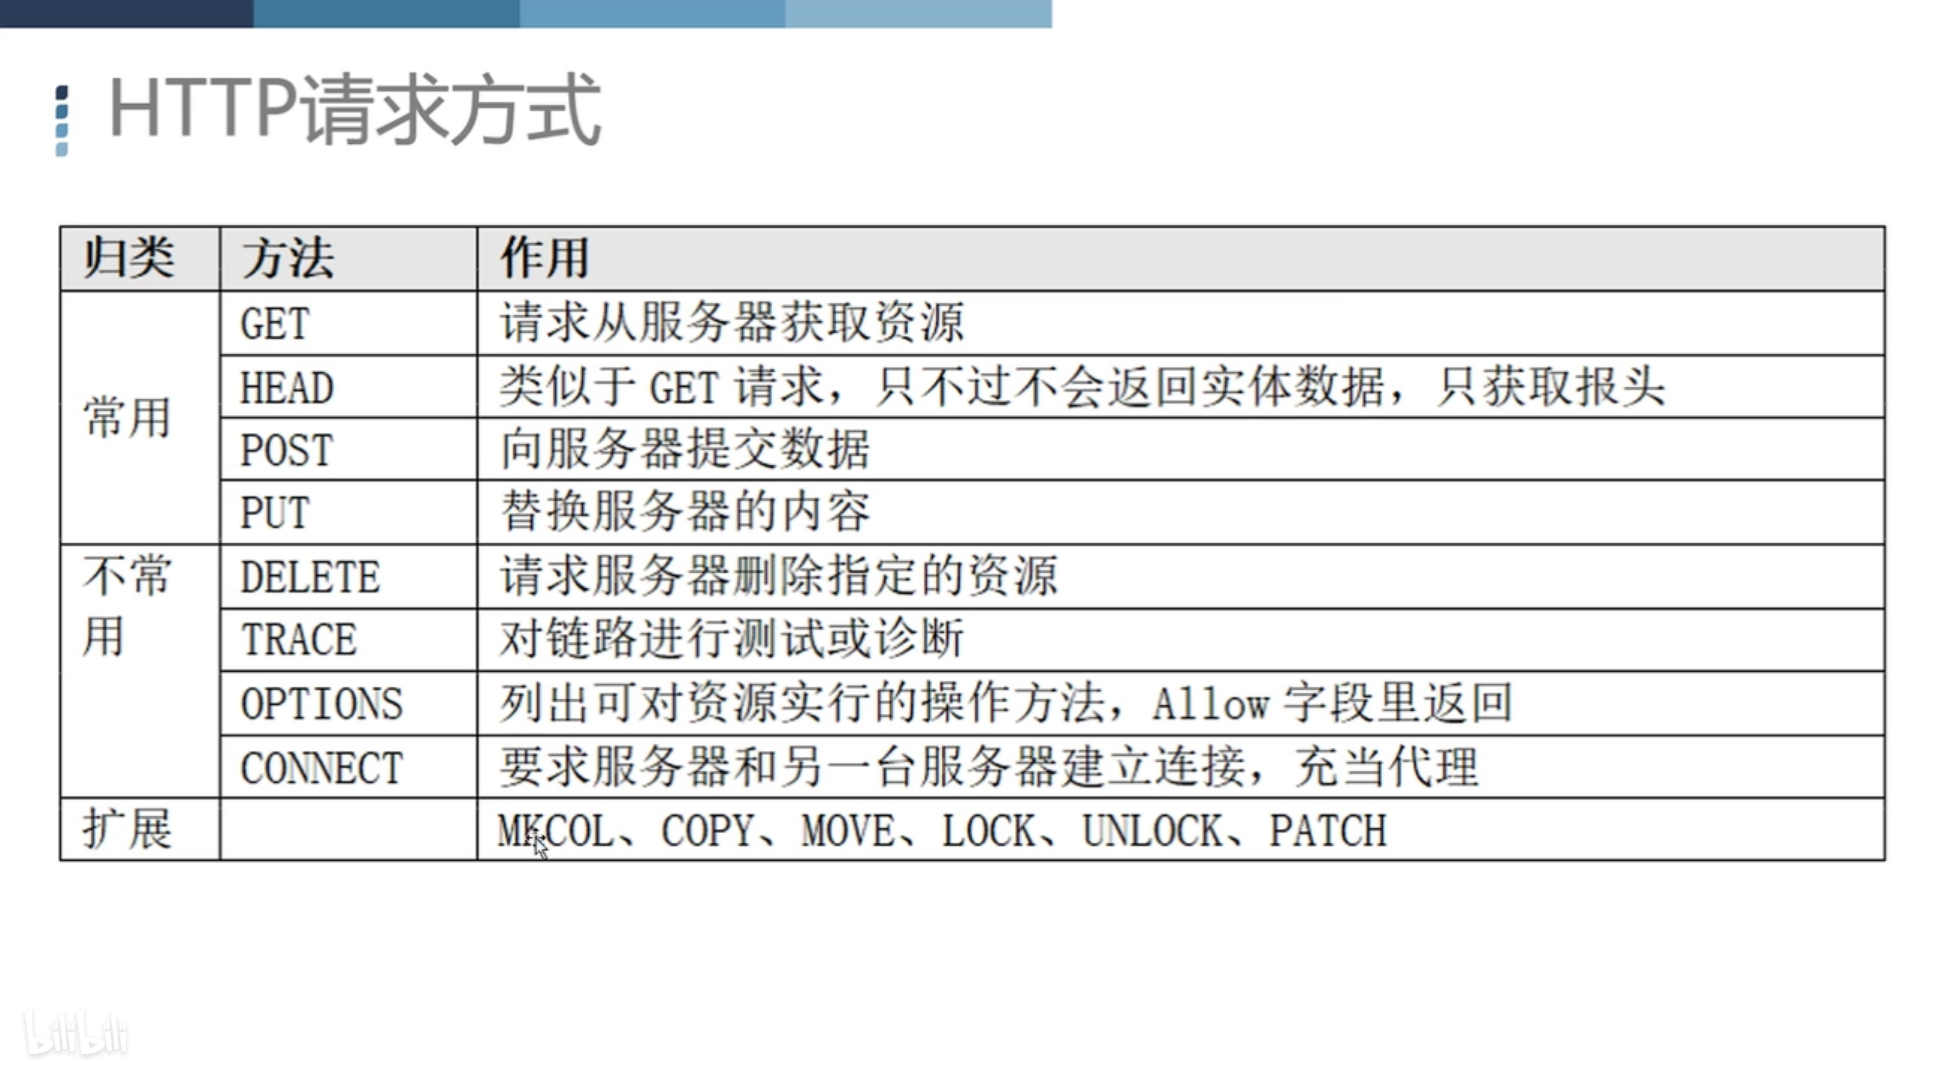 HTTP请求方式
归类 方法 作用
常用 GET 请求从服务器获取资源
HEAD 类似于 GET 请求，只不过不会返回实体数据，只获取报头
POST 向服务器提交数据
PUT 替换服务器的内容
不常用 DELETE 请求服务器删除指定的资源
TRACE 对链路进行测试或诊断
OPTIONS 列出可对资源实行的操作方法，Allow 字段里返回
CONNECT 要求服务器和另一台服务器建立连接，充当代理
扩展 MKCOL、COPY、MOVE、LOCK、UNLOCK、PATCH
bilibili